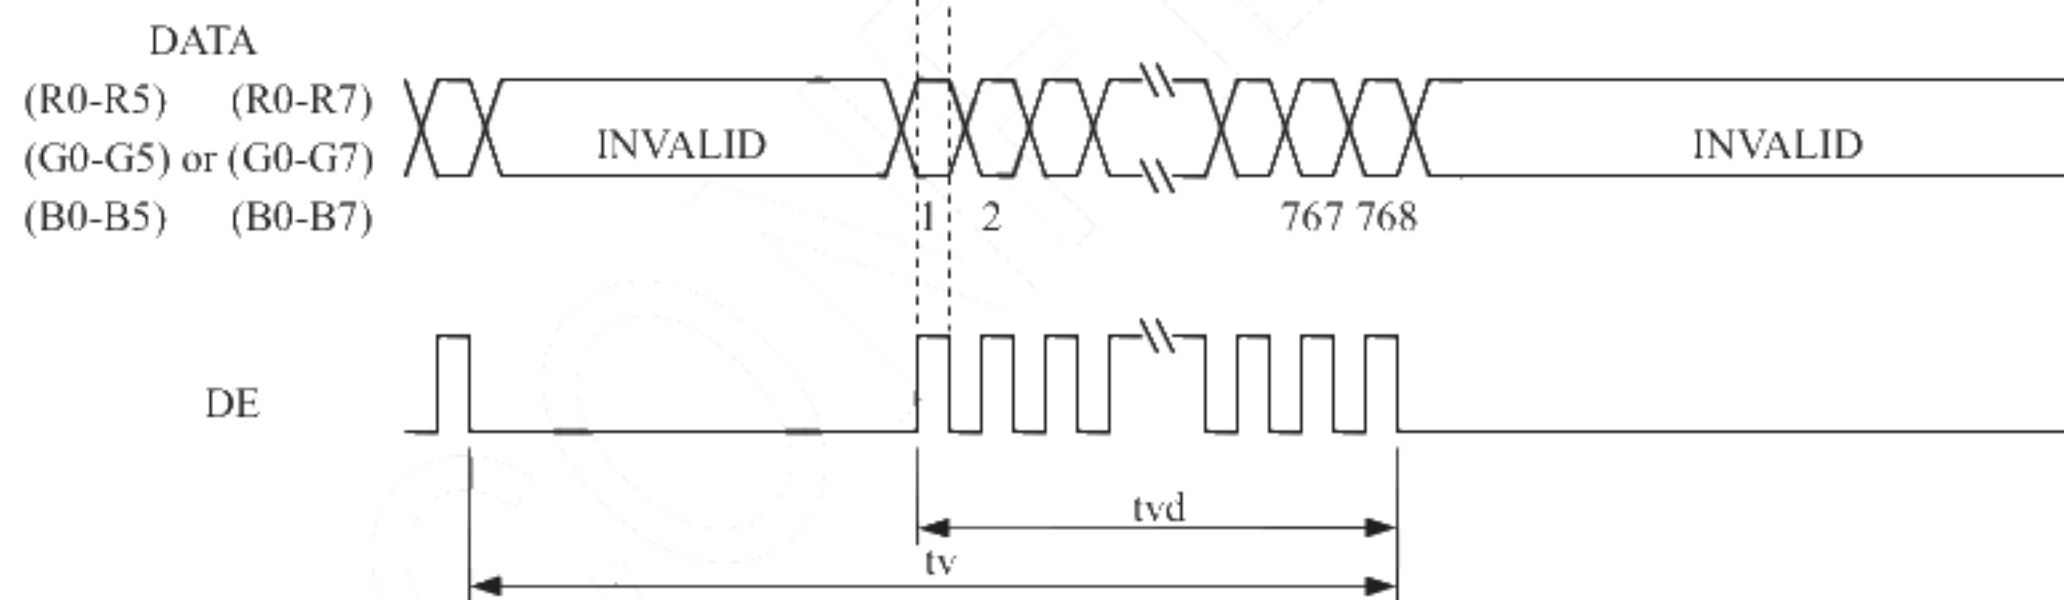 DATA
(R0-R5) (R0-R7)
(G0-G5) or (G0-G7)
(B0-B5) (B0-B7)
INVALID
INVALID
1 2 767 768
DE
tvd
tv